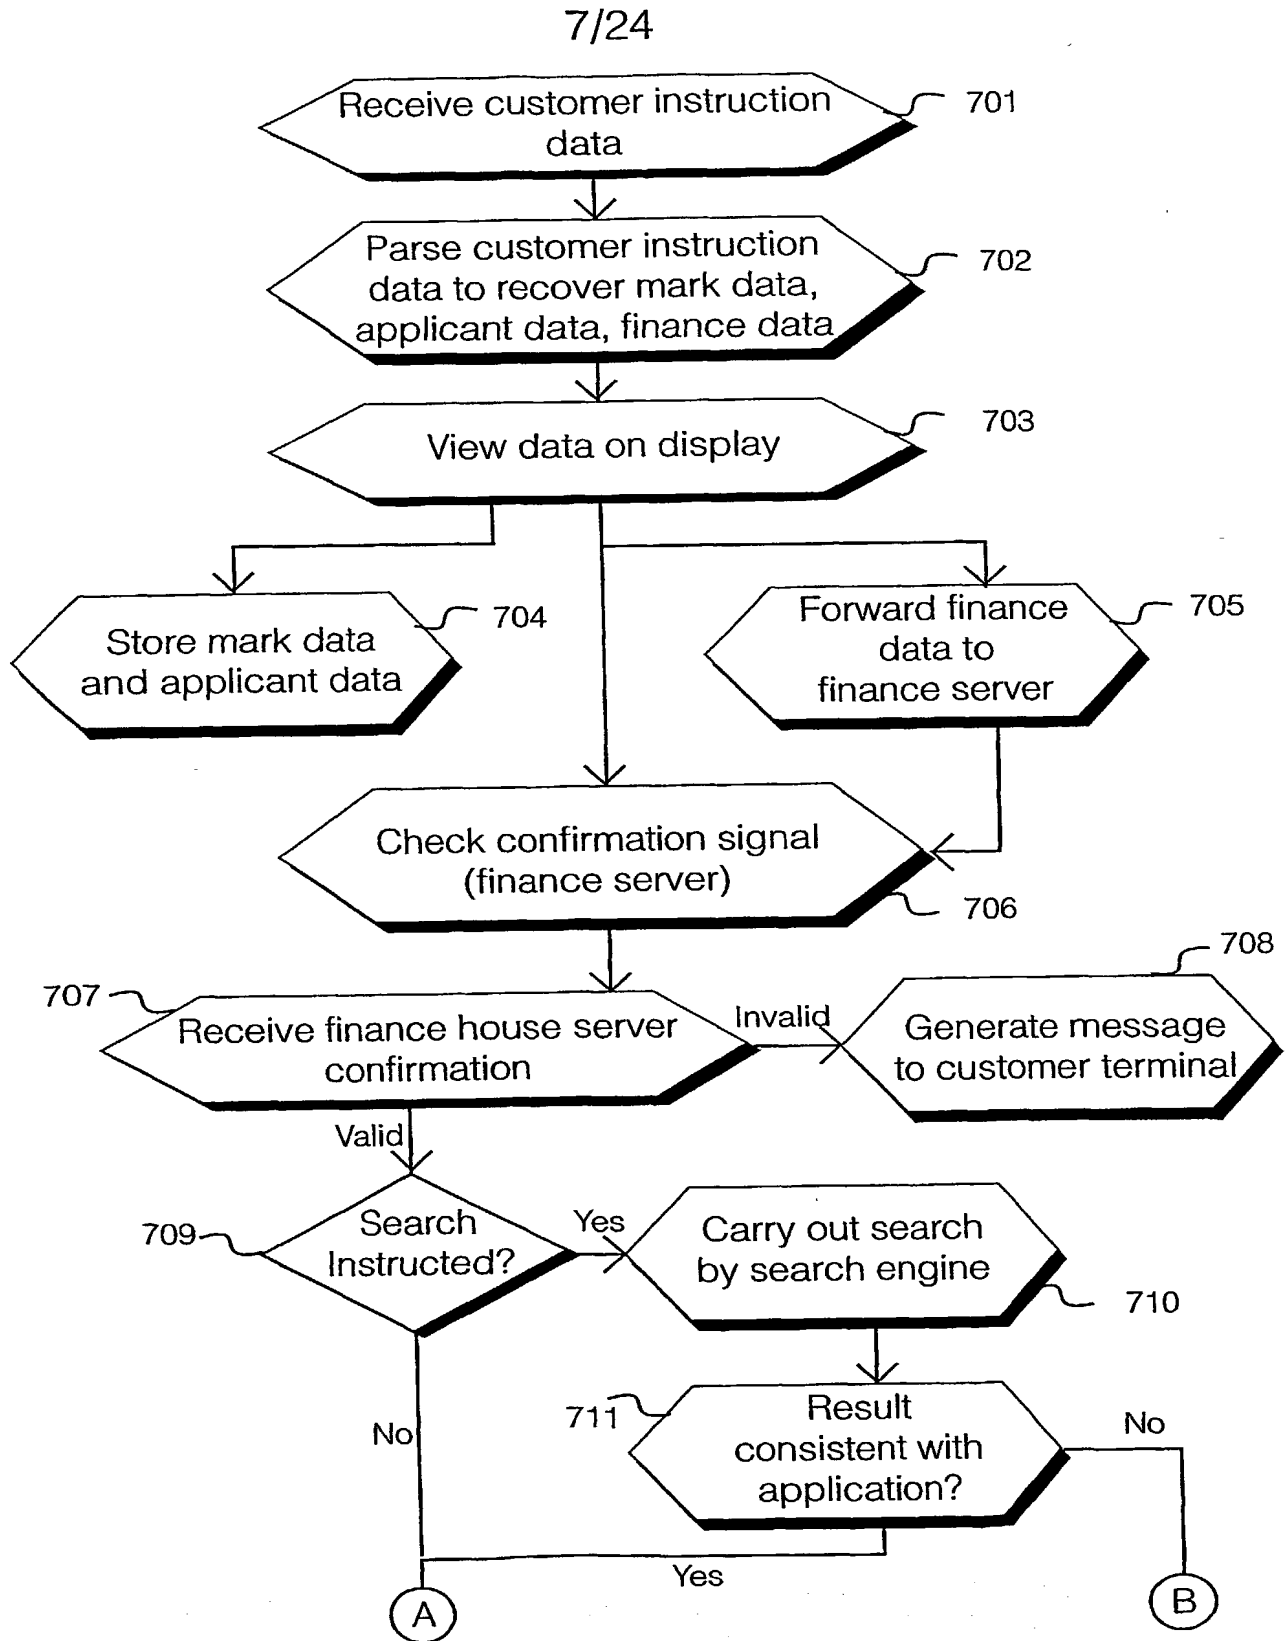 7/24
Receive customer instruction
data
701
Parse customer instruction
data to recover mark data,
applicant data, finance data
702
View data on display
703
Store mark data
and applicant data
704
Forward finance
data to
finance server
705
Check confirmation signal
(finance server)
706
707
Receive finance house server
confirmation
Invalid
708
Generate message
to customer terminal
Valid
709
Search
Instructed?
Yes
Carry out search
by search engine
710
No
711
Result
consistent with
application?
No
Yes
A
B